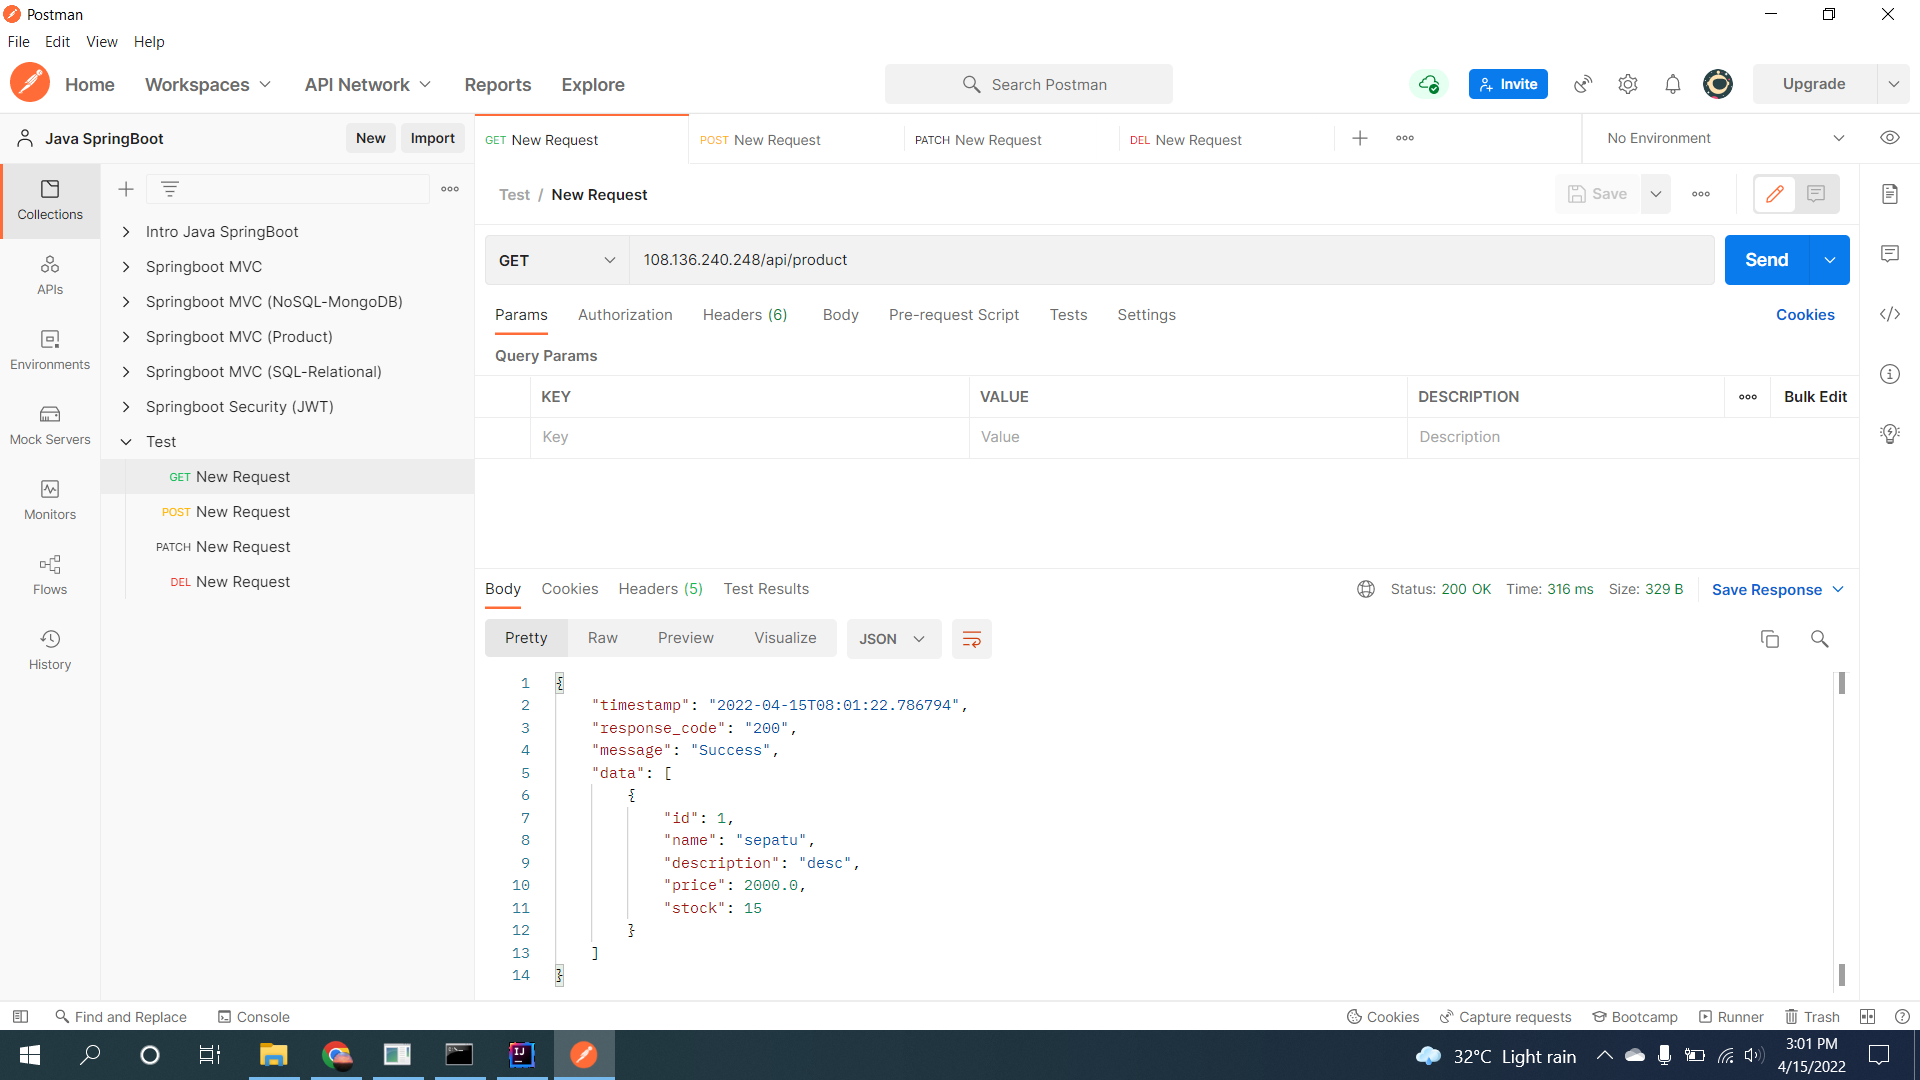 Postman
File Edit View Help
Home Workspaces API Network Reports Explore Search Postman Invite Upgrade
Java SpringBoot New Import
GET New Request POST New Request PATCH New Request DEL New Request No Environment
Test / New Request Save
Collections
APIs
Environments
Mock Servers
Monitors
Flows
History
Intro Java SpringBoot
Springboot MVC
Springboot MVC (NoSQL-MongoDB)
Springboot MVC (Product)
Springboot MVC (SQL-Relational)
Springboot Security (JWT)
Test
GET New Request
POST New Request
PATCH New Request
DEL New Request
GET 108.136.240.248/api/product Send
Params Authorization Headers (6) Body Pre-request Script Tests Settings Cookies
Query Params
KEY VALUE DESCRIPTION Bulk Edit
Key Value Description
Body Cookies Headers (5) Test Results Status: 200 OK Time: 316 ms Size: 329 B Save Response
Pretty Raw Preview Visualize JSON
1 {
2 "timestamp": "2022-04-15T08:01:22.786794",
3 "response_code": "200",
4 "message": "Success",
5 "data": [
6 {
7 "id": 1,
8 "name": "sepatu",
9 "description": "desc",
10 "price": 2000.0,
11 "stock": 15
12 }
13 ]
14 }
Find and Replace Console Cookies Capture requests Bootcamp Runner Trash
32°C Light rain 3:01 PM
4/15/2022